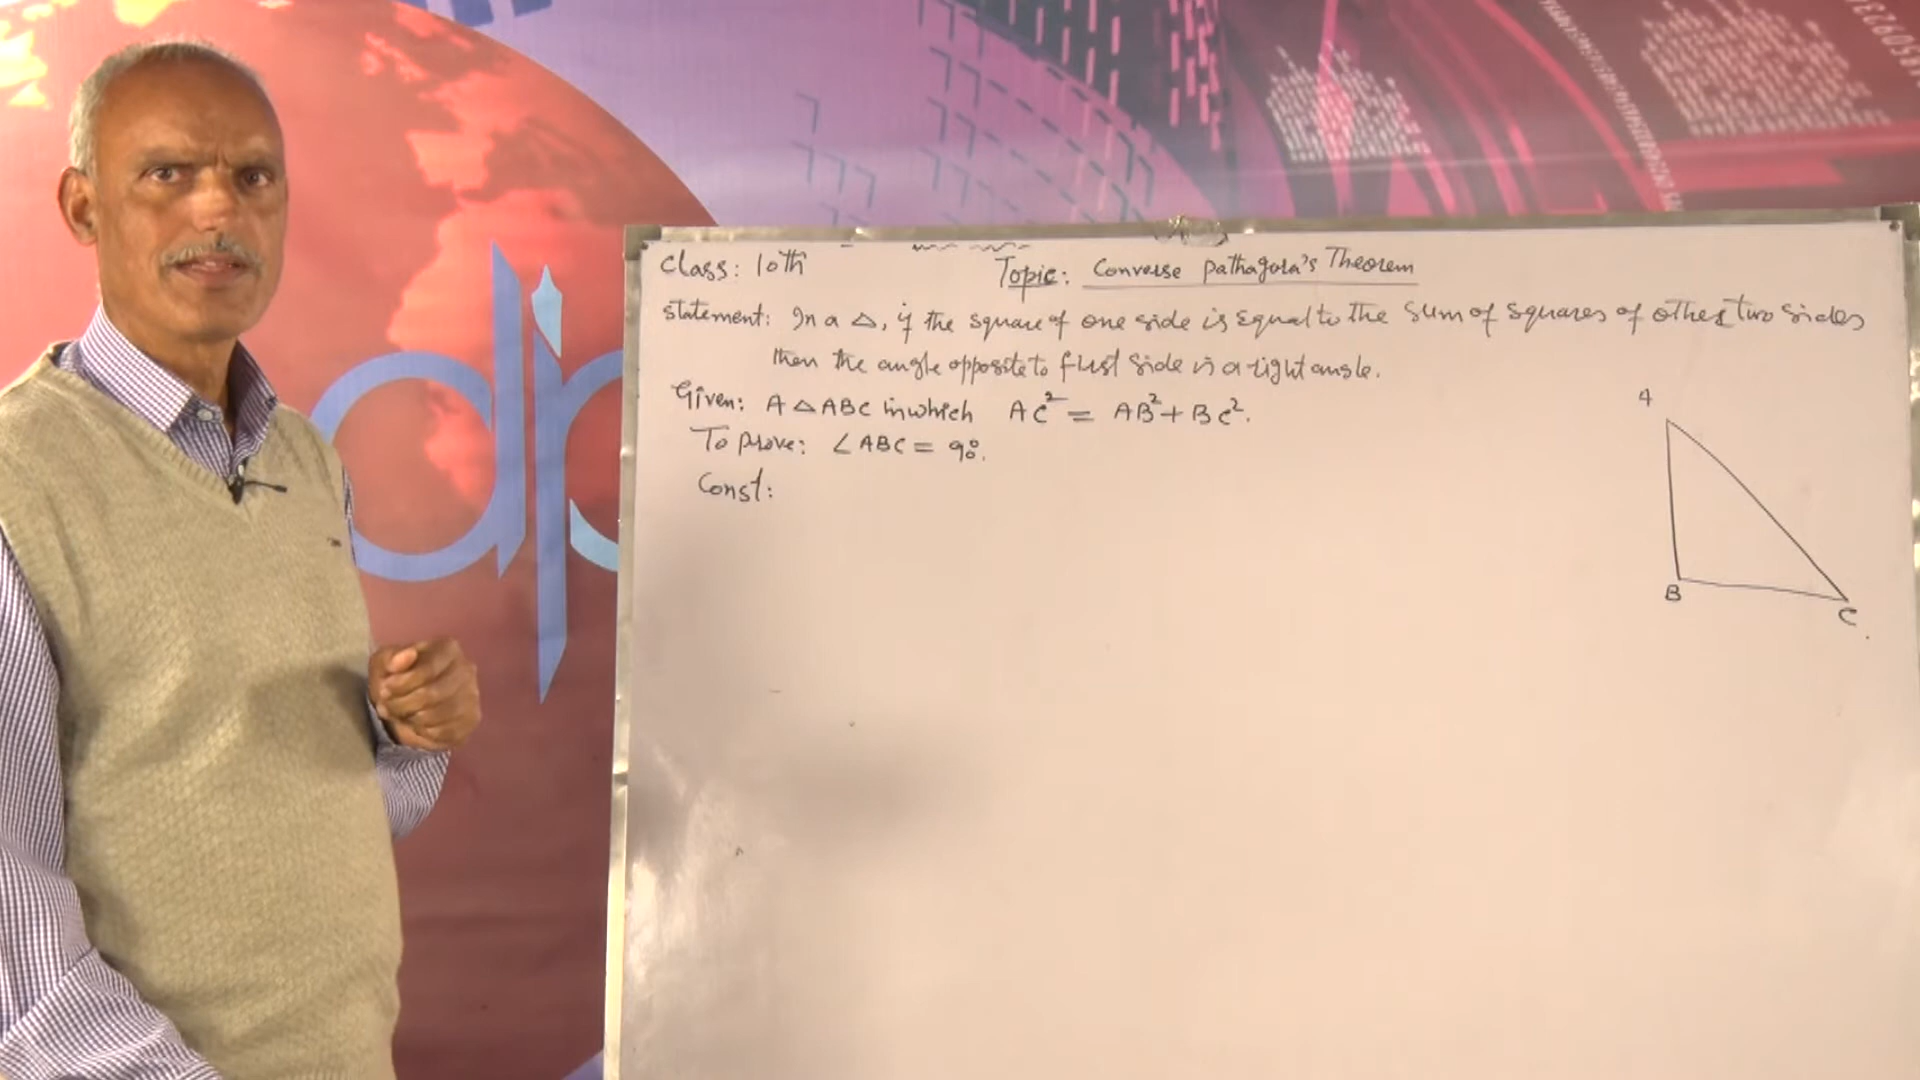 Class: 10th
Topic: Converse Pathagora's Theorem
Statement: In a △, if the square of one side is Equal to the Sum of Squares of other two Sides
then the angle opposite to first side is a right angle.
Given: A △ABC in which AC² = AB² + BC².
To prove: ∠ABC = 90°.
Const:
A
B
C
dip